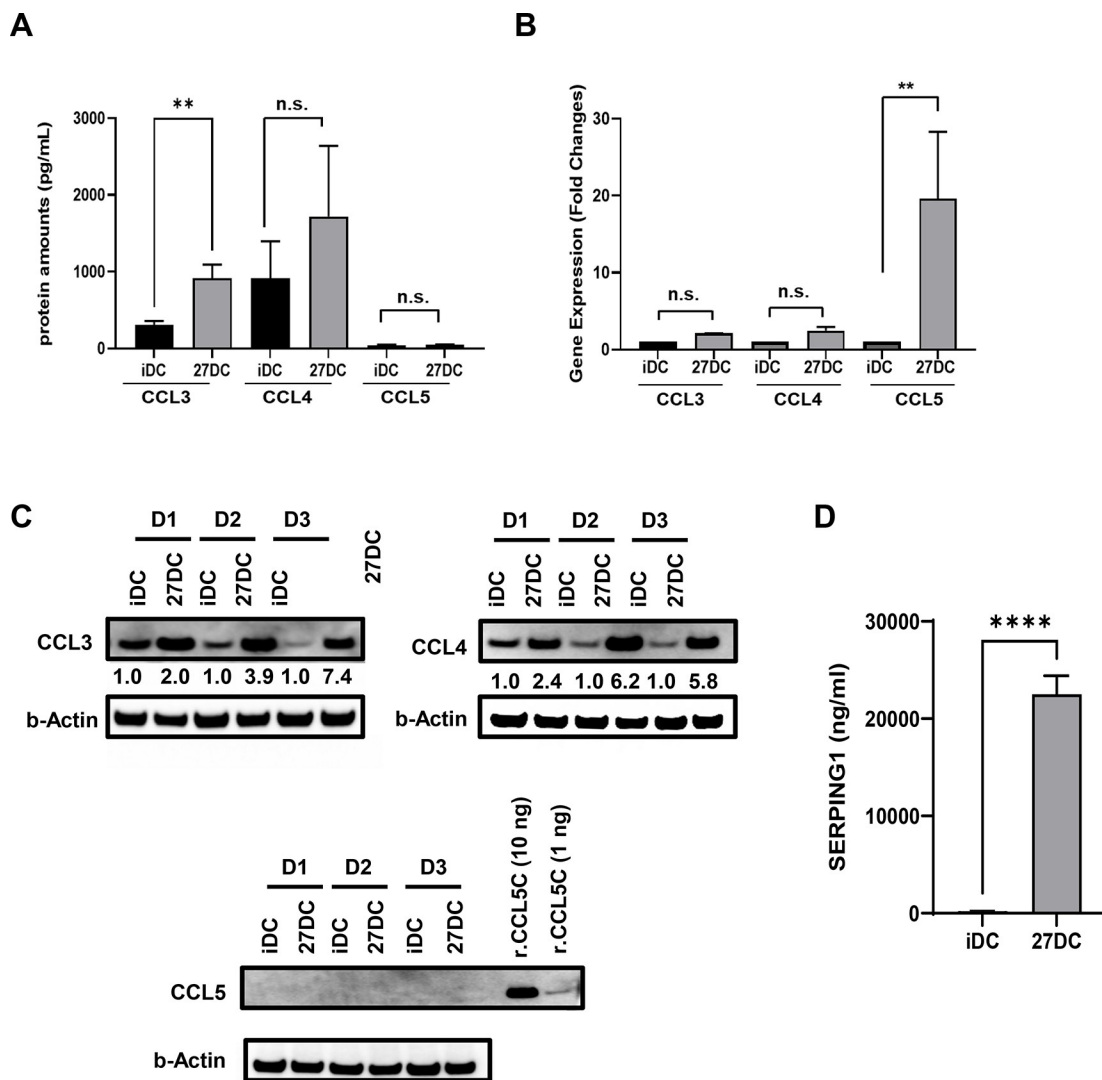 A
protein amounts (pg/mL)
3000
2000
1000
0
**
n.s.
n.s.
iDC 27DC iDC 27DC iDC 27DC
CCL3 CCL4 CCL5
B
Gene Expression (Fold Changes)
30
20
10
0
n.s.
n.s.
**
iDC 27DC iDC 27DC iDC 27DC
CCL3 CCL4 CCL5
C
D1 D2 D3
iDC 27DC iDC 27DC iDC 27DC
CCL3
1.0 2.0 1.0 3.9 1.0 7.4
b-Actin
D1 D2 D3
iDC 27DC iDC 27DC iDC 27DC
CCL4
1.0 2.4 1.0 6.2 1.0 5.8
b-Actin
D1 D2 D3
iDC 27DC iDC 27DC iDC 27DC r.CCL5C (10 ng) r.CCL5C (1 ng)
CCL5
b-Actin
D
SERPING1 (ng/ml)
30000
20000
10000
0
****
iDC 27DC